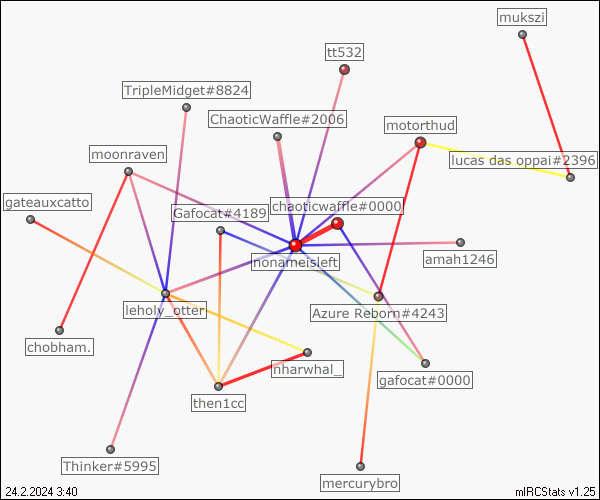 mukszi
tt532
TripleMidget#8824
ChaoticWaffle#2006
motorthud
moonraven
lucas das oppai#2396
gateauxcatto
Gafocat#4189
chaoticwaffle#0000
nonameisleft
amah1246
leholy_otter
Azure Reborn#4243
chobham.
nharwhal_
gafocat#0000
then1cc
Thinker#5995
mercurybro
24.2.2024 3:40
mIRCStats v1.25